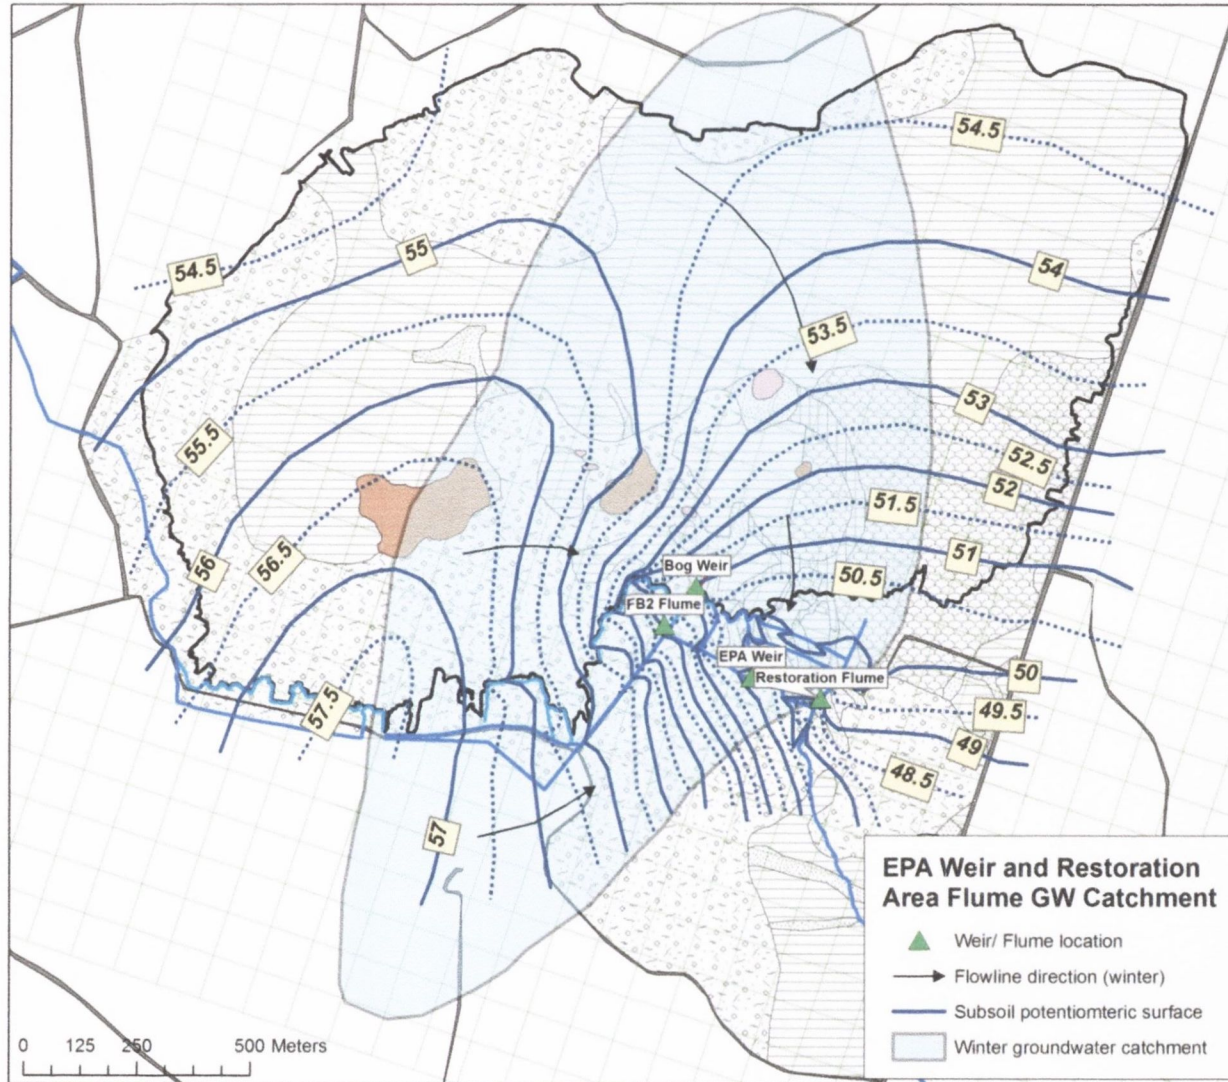 54.5
54.5
55
54
53.5
53
55.5
52.5
52
51.5
56
56.5
51
Bog Weir
50.5
FB2 Flume
EPA Weir
Restoration Flume
50
57.5
49.5
49
48.5
57
EPA Weir and Restoration
Area Flume GW Catchment
Weir/ Flume location
Flowline direction (winter)
Subsoil potentiomteric surface
Winter groundwater catchment
0 125 250 500 Meters